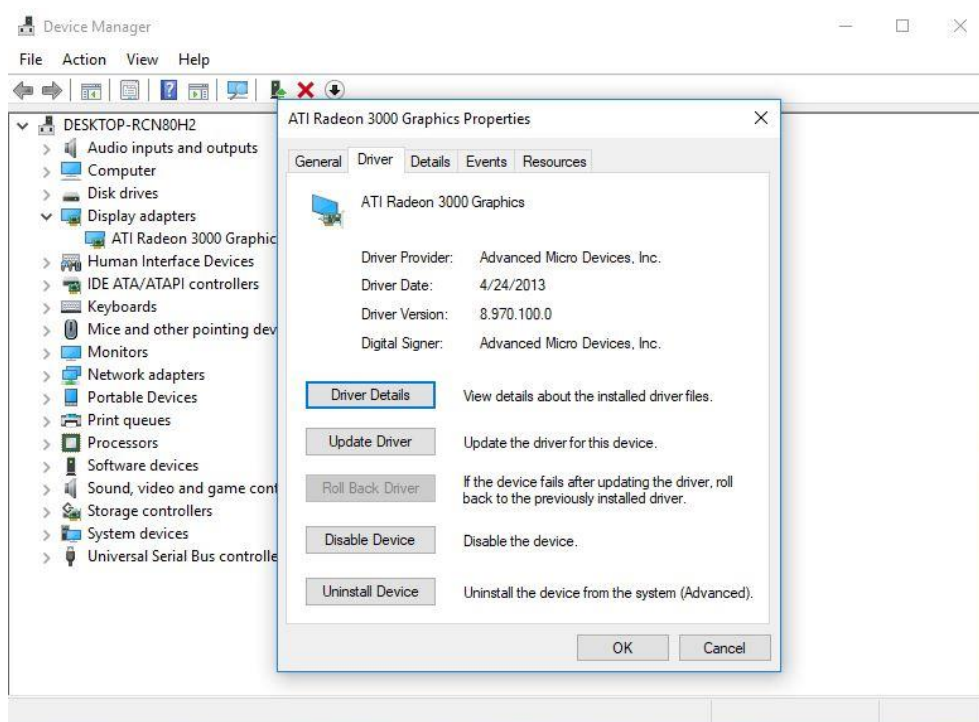 Device Manager
File Action View Help
DESKTOP-RCN80H2
Audio inputs and outputs
Computer
Disk drives
Display adapters
ATI Radeon 3000 Graphic
Human Interface Devices
IDE ATA/ATAPI controllers
Keyboards
Mice and other pointing dev
Monitors
Network adapters
Portable Devices
Print queues
Processors
Software devices
Sound, video and game cont
Storage controllers
System devices
Universal Serial Bus controlle
ATI Radeon 3000 Graphics Properties
General Driver Details Events Resources
ATI Radeon 3000 Graphics
Driver Provider: Advanced Micro Devices, Inc.
Driver Date: 4/24/2013
Driver Version: 8.970.100.0
Digital Signer: Advanced Micro Devices, Inc.
Driver Details View details about the installed driver files.
Update Driver Update the driver for this device.
Roll Back Driver If the device fails after updating the driver, roll
back to the previously installed driver.
Disable Device Disable the device.
Uninstall Device Uninstall the device from the system (Advanced).
OK Cancel